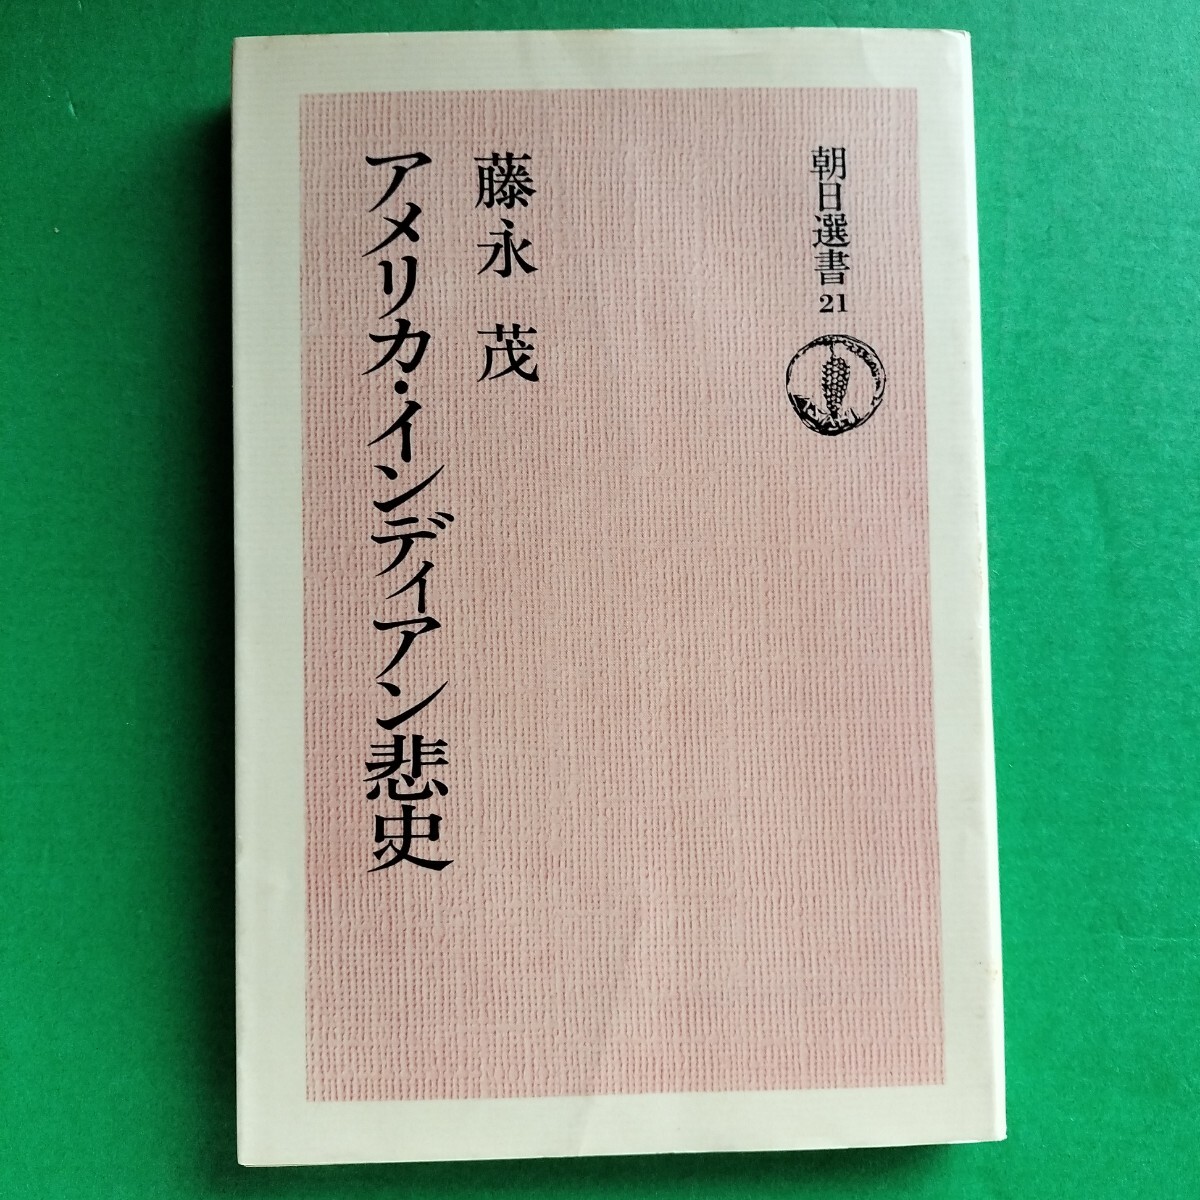 朝日選書 21
藤永 茂
アメリカ・インディアン悲史